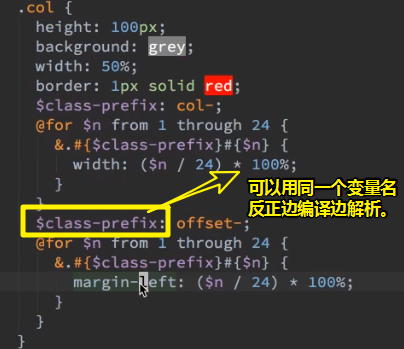 .col {
height: 100px;
background: grey;
width: 50%;
border: 1px solid red;
$class-prefix: col-;
@for $n from 1 through 24 {
&.#{$class-prefix}#{$n} {
width: ($n / 24) * 100%;
}
}
可以用同一个变量名
反正边编译边解析。
$class-prefix: offset-;
@for $n from 1 through 24 {
&.#{$class-prefix}#{$n} {
margin-left: ($n / 24) * 100%;
}
}
}